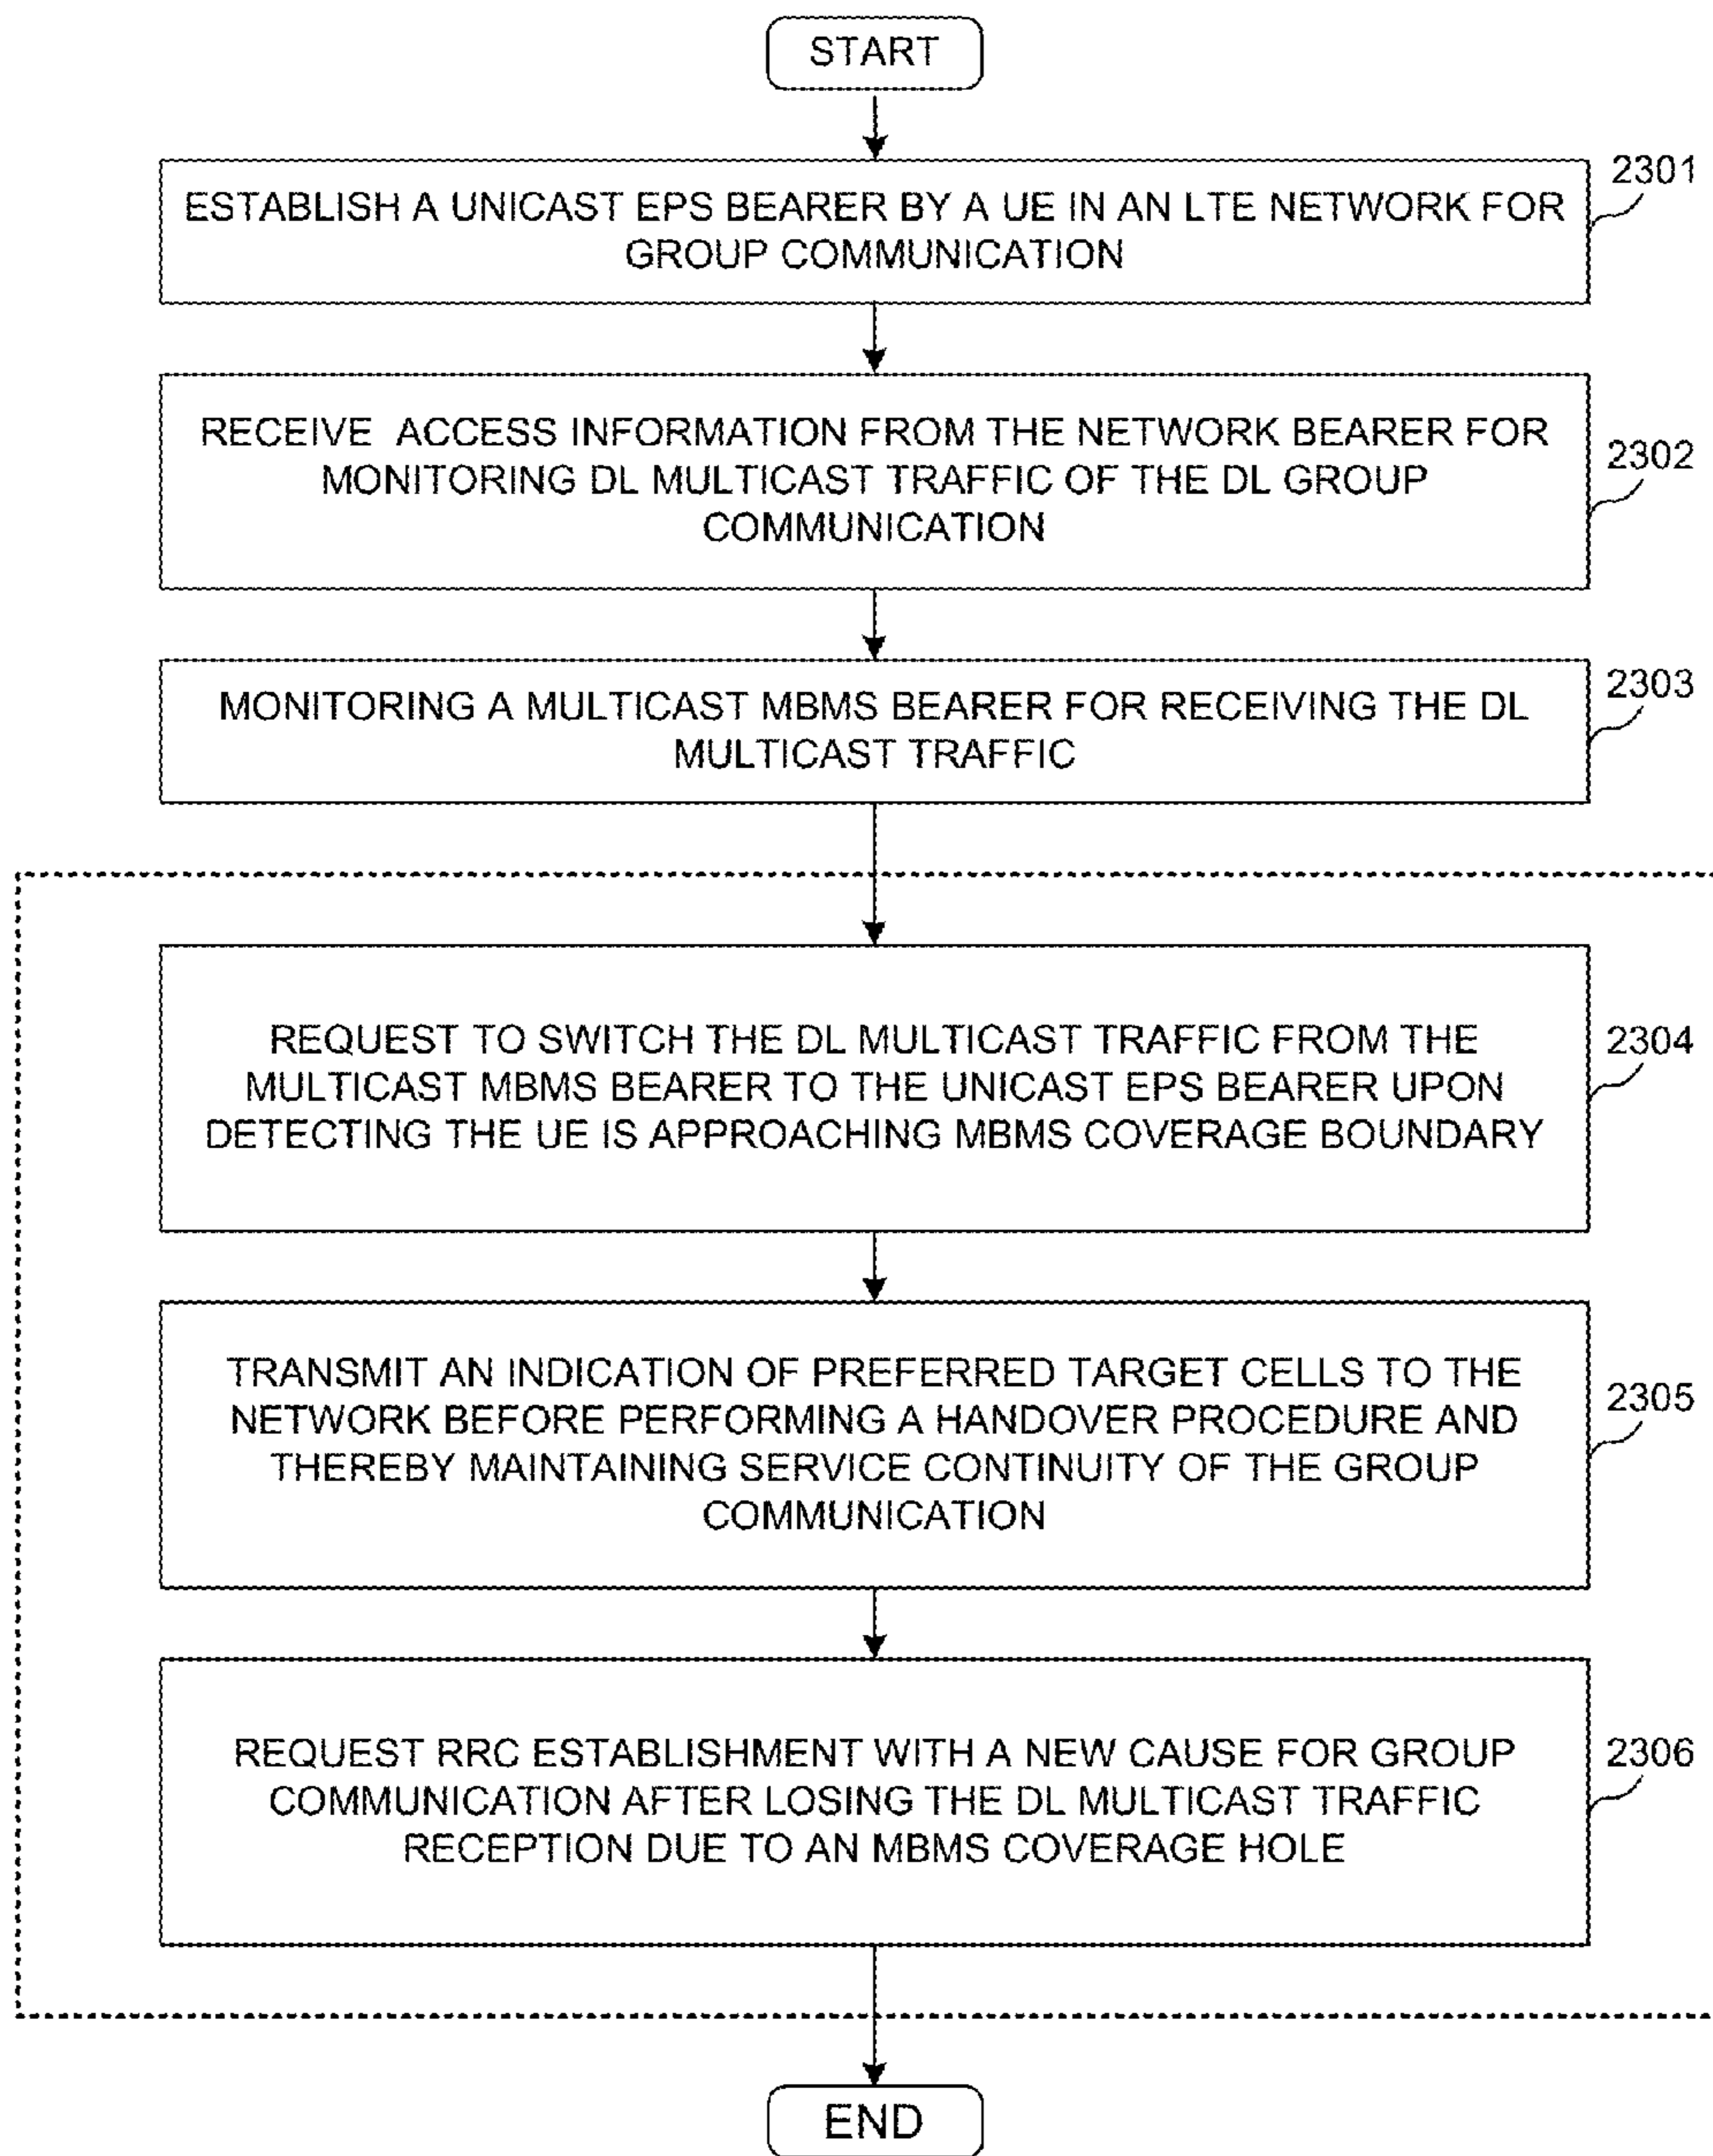 START
2301
ESTABLISH A UNICAST EPS BEARER BY A UE IN AN LTE NETWORK FOR
GROUP COMMUNICATION
RECEIVE ACCESS INFORMATION FROM THE NETWORK BEARER FOR
MONITORING DL MULTICAST TRAFFIC OF THE DL GROUP
COMMUNICATION
2302
MONITORING A MULTICAST MBMS BEARER FOR RECEIVING THE DL
MULTICAST TRAFFIC
2303
REQUEST TO SWITCH THE DL MULTICAST TRAFFIC FROM THE
MULTICAST MBMS BEARER TO THE UNICAST EPS BEARER UPON
DETECTING THE UE IS APPROACHING MBMS COVERAGE BOUNDARY
2304
TRANSMIT AN INDICATION OF PREFERRED TARGET CELLS TO THE
NETWORK BEFORE PERFORMING A HANDOVER PROCEDURE AND
THEREBY MAINTAINING SERVICE CONTINUITY OF THE GROUP
COMMUNICATION
2305
REQUEST RRC ESTABLISHMENT WITH A NEW CAUSE FOR GROUP
COMMUNICATION AFTER LOSING THE DL MULTICAST TRAFFIC
RECEPTION DUE TO AN MBMS COVERAGE HOLE
2306
END